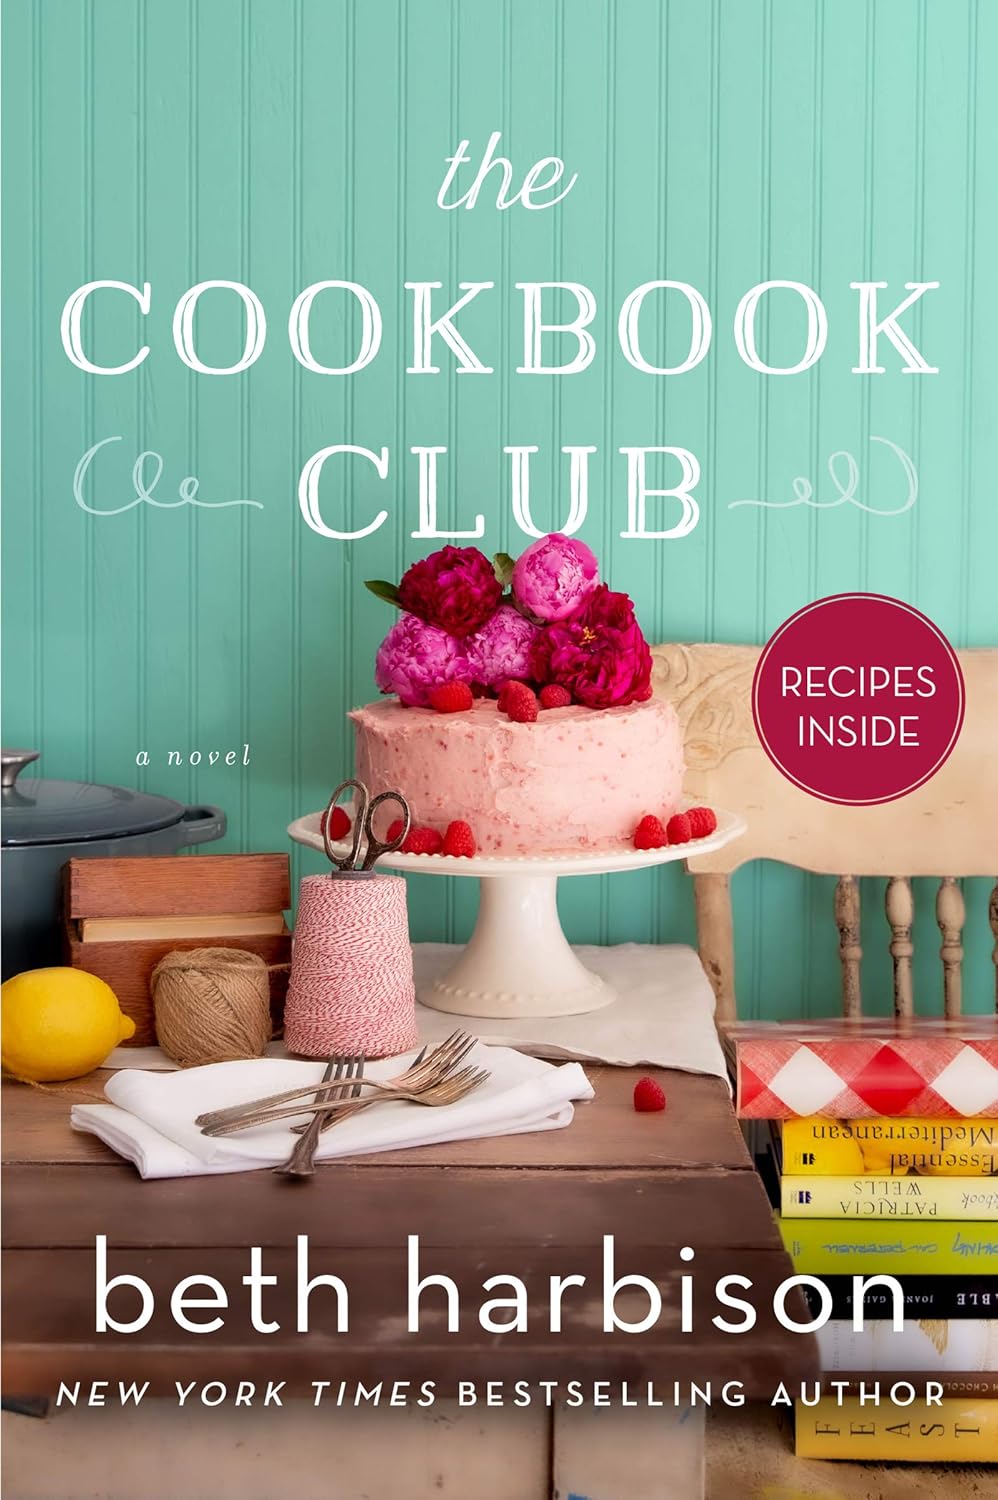 the
COOKBOOK
CLUB
RECIPES
INSIDE
a novel
Essential
Mediterranean
PATRICIA
WELLS
beth harbison
NEW YORK TIMES BESTSELLING AUTHOR
FEAST